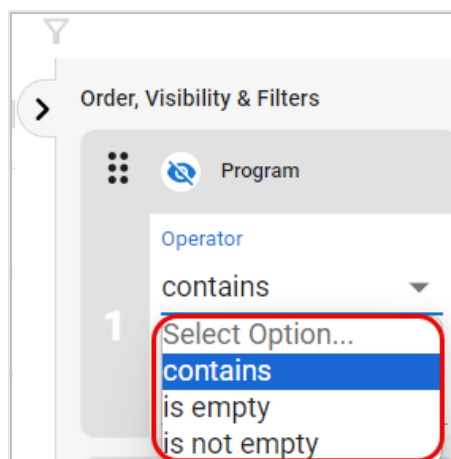 Order, Visibility & Filters
Program
Operator
contains
1
Select Option...
contains
is empty
is not empty